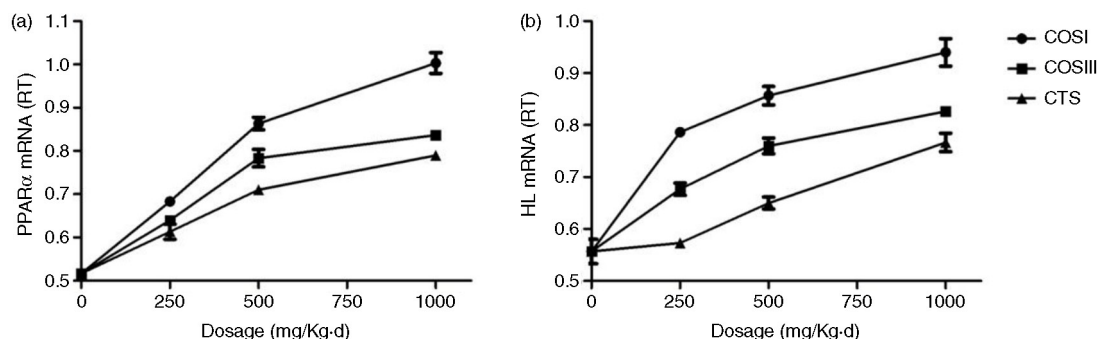 (a)
1.1
1.0
0.9
0.8
0.7
0.6
0.5
PPARα mRNA (RT)
0 250 500 750 1000
Dosage (mg/Kg·d)
(b)
1.0
0.9
0.8
0.7
0.6
0.5
HL mRNA (RT)
0 250 500 750 1000
Dosage (mg/Kg·d)
COSI
COSIII
CTS